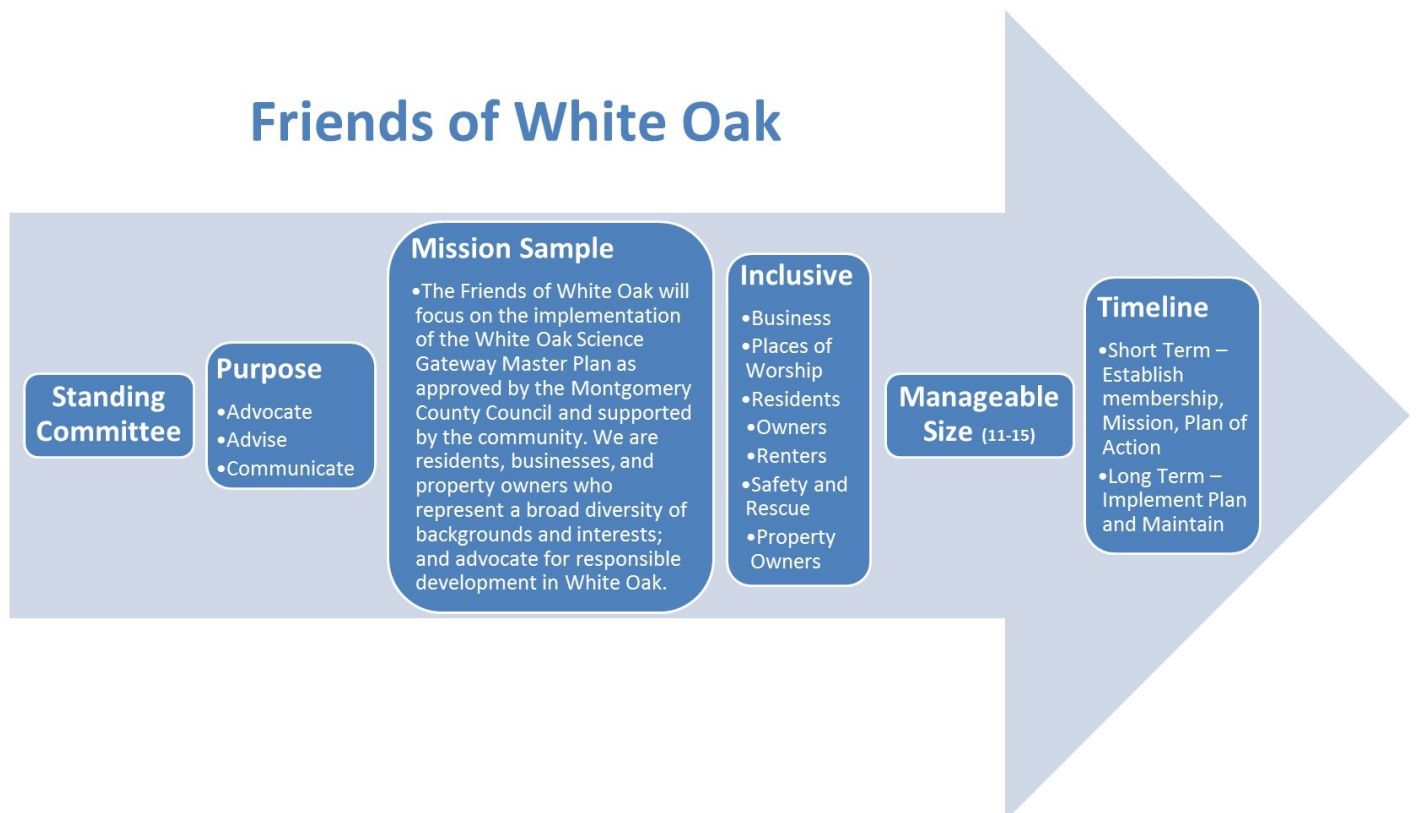 Friends of White Oak
Standing
Committee
Purpose
•Advocate
•Advise
•Communicate
Mission Sample
•The Friends of White Oak will
focus on the implementation
of the White Oak Science
Gateway Master Plan as
approved by the Montgomery
County Council and supported
by the community. We are
residents, businesses, and
property owners who
represent a broad diversity of
backgrounds and interests;
and advocate for responsible
development in White Oak.
Inclusive
•Business
•Places of
Worship
•Residents
•Owners
•Renters
•Safety and
Rescue
•Property
Owners
Manageable
Size (11-15)
Timeline
•Short Term –
Establish
membership,
Mission, Plan of
Action
•Long Term –
Implement Plan
and Maintain